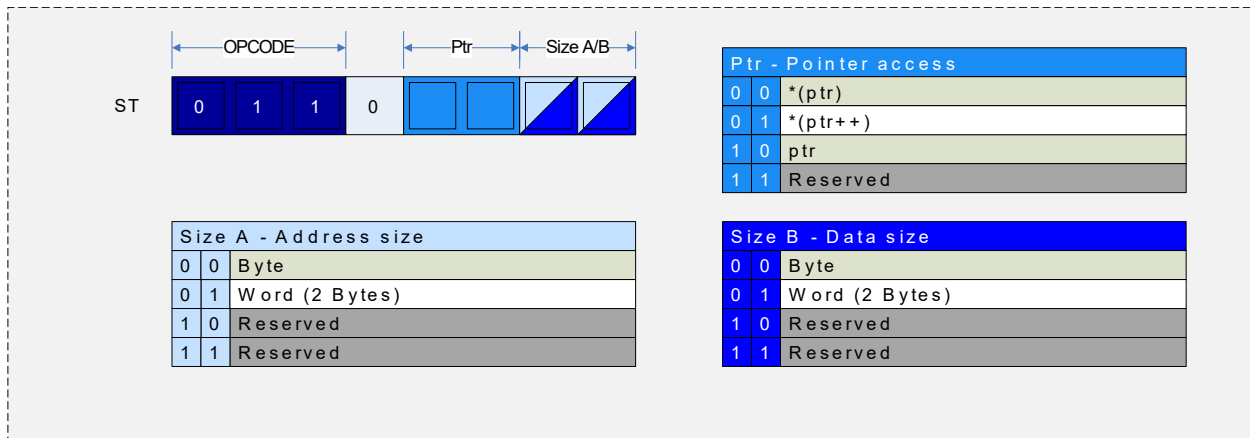 OPCODE Ptr Size A/B
ST 0 1 1 0
Ptr - Pointer access
0 0 *(ptr)
0 1 *(ptr++)
1 0 ptr
1 1 Reserved
Size A - Address size
0 0 Byte
0 1 Word (2 Bytes)
1 0 Reserved
1 1 Reserved
Size B - Data size
0 0 Byte
0 1 Word (2 Bytes)
1 0 Reserved
1 1 Reserved